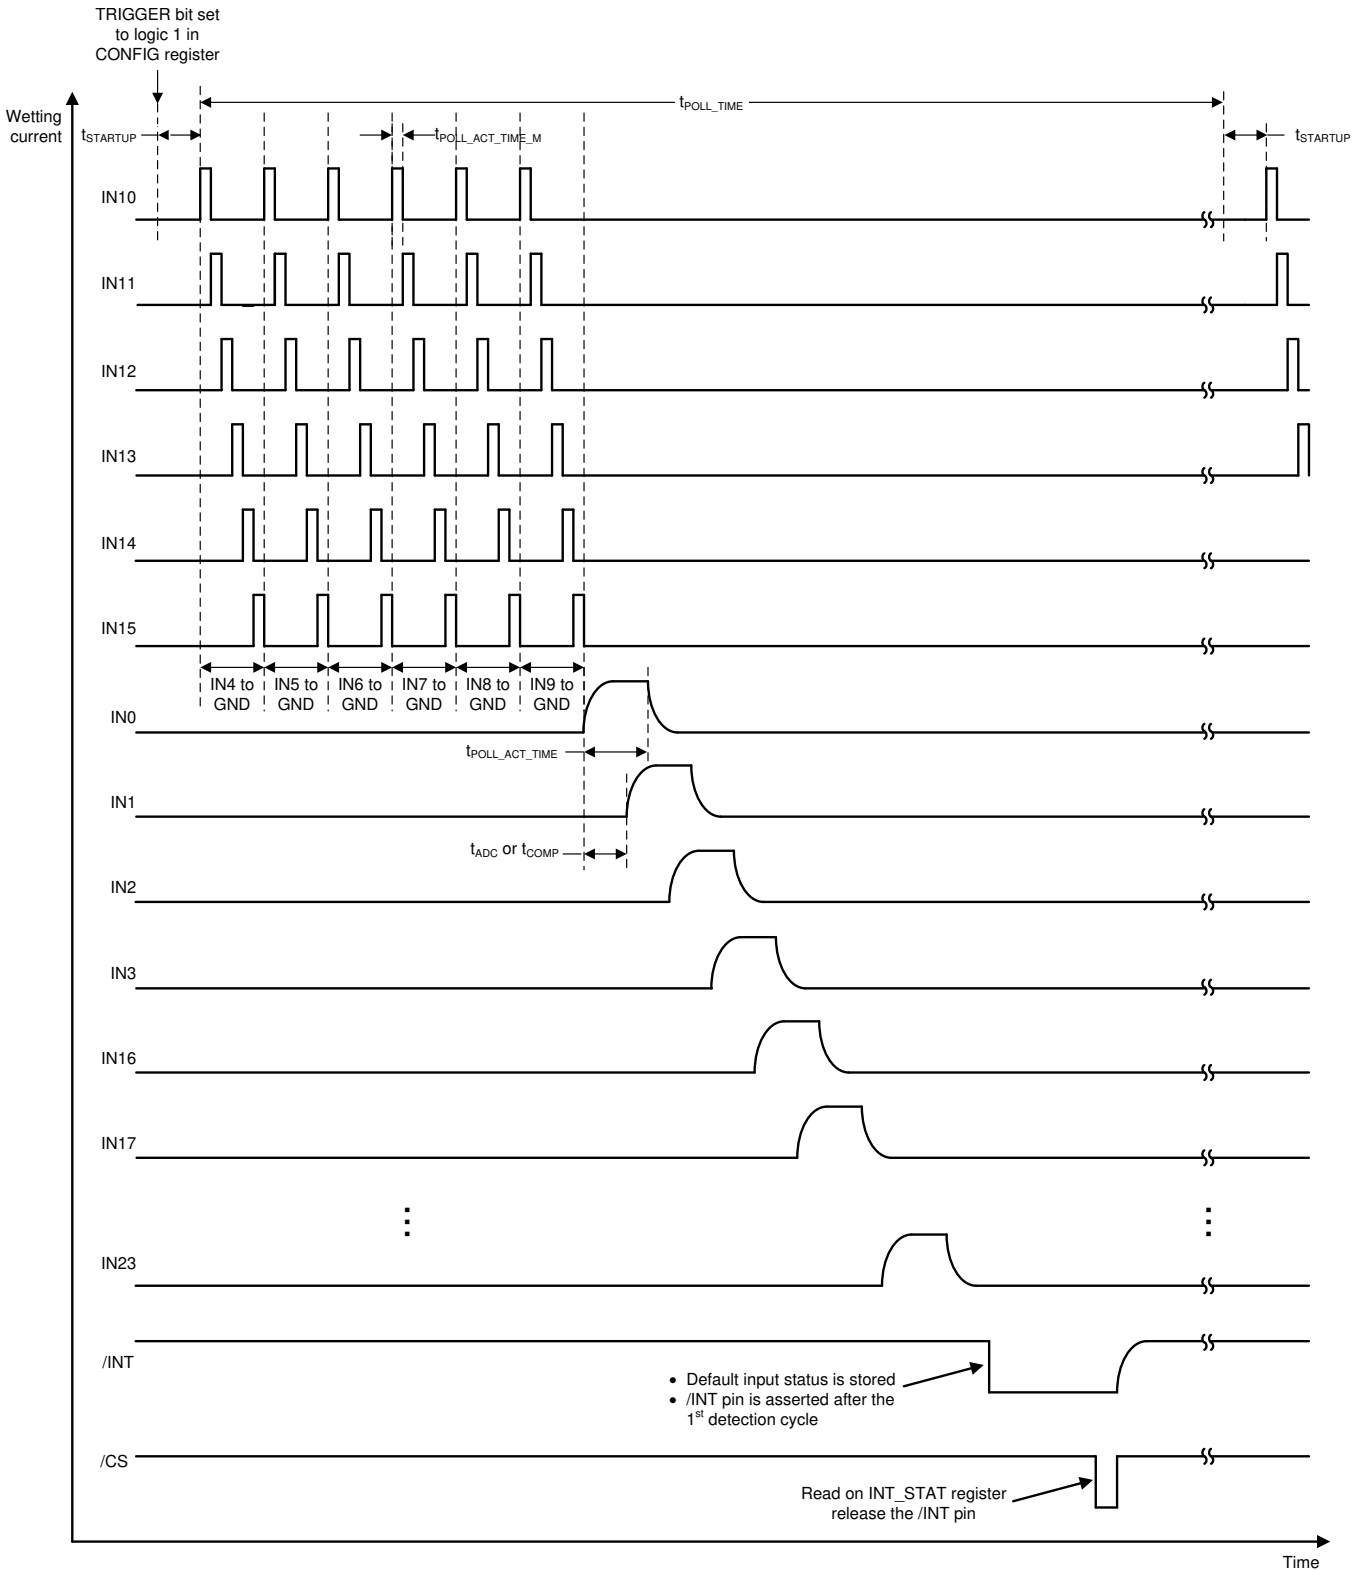 TRIGGER bit set
to logic 1 in
CONFIG register
Wetting
current
tPOLL_TIME
tSTARTUP
tPOLL_ACT_TIME_M
tSTARTUP
IN10
IN11
IN12
IN13
IN14
IN15
IN4 to
GND
IN5 to
GND
IN6 to
GND
IN7 to
GND
IN8 to
GND
IN9 to
GND
IN0
tPOLL_ACT_TIME
IN1
tADC or tCOMP
IN2
IN3
IN16
IN17
IN23
/INT
• Default input status is stored
• /INT pin is asserted after the
1st detection cycle
/CS
Read on INT_STAT register
release the /INT pin
Time